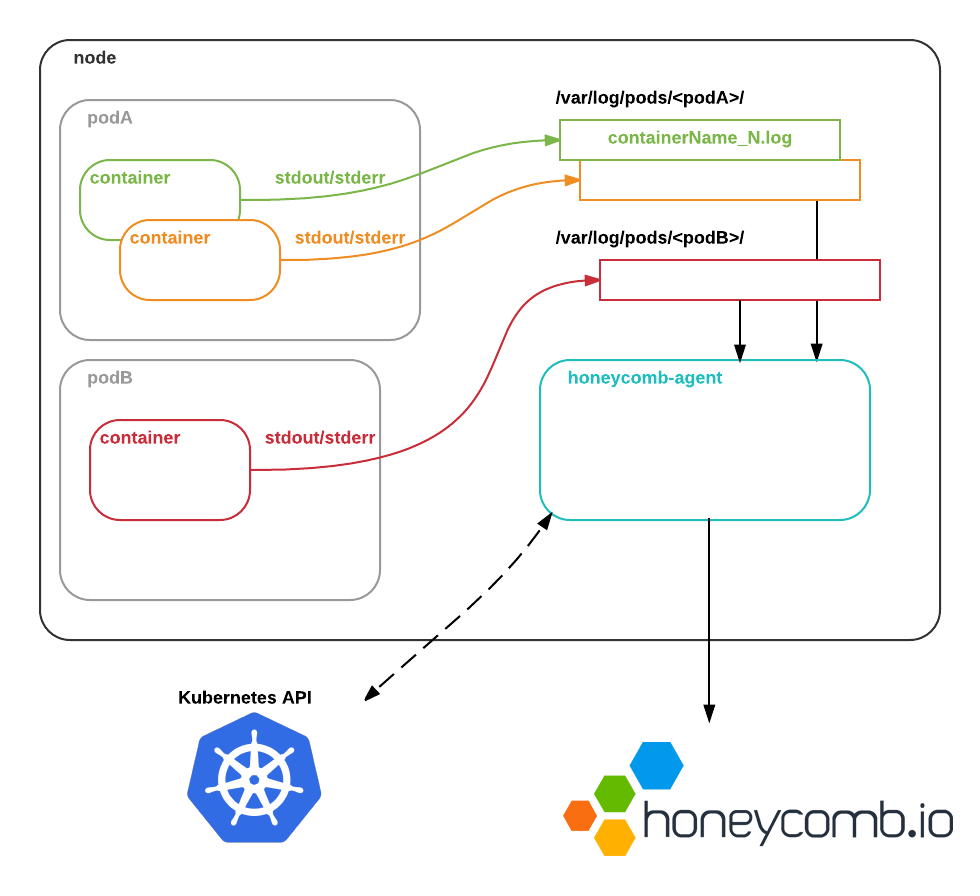 node
podA
container
stdout/stderr
container
stdout/stderr
/var/log/pods/<podA>/
containerName_N.log
/var/log/pods/<podB>/
podB
container
stdout/stderr
honeycomb-agent
Kubernetes API
honeycomb.io